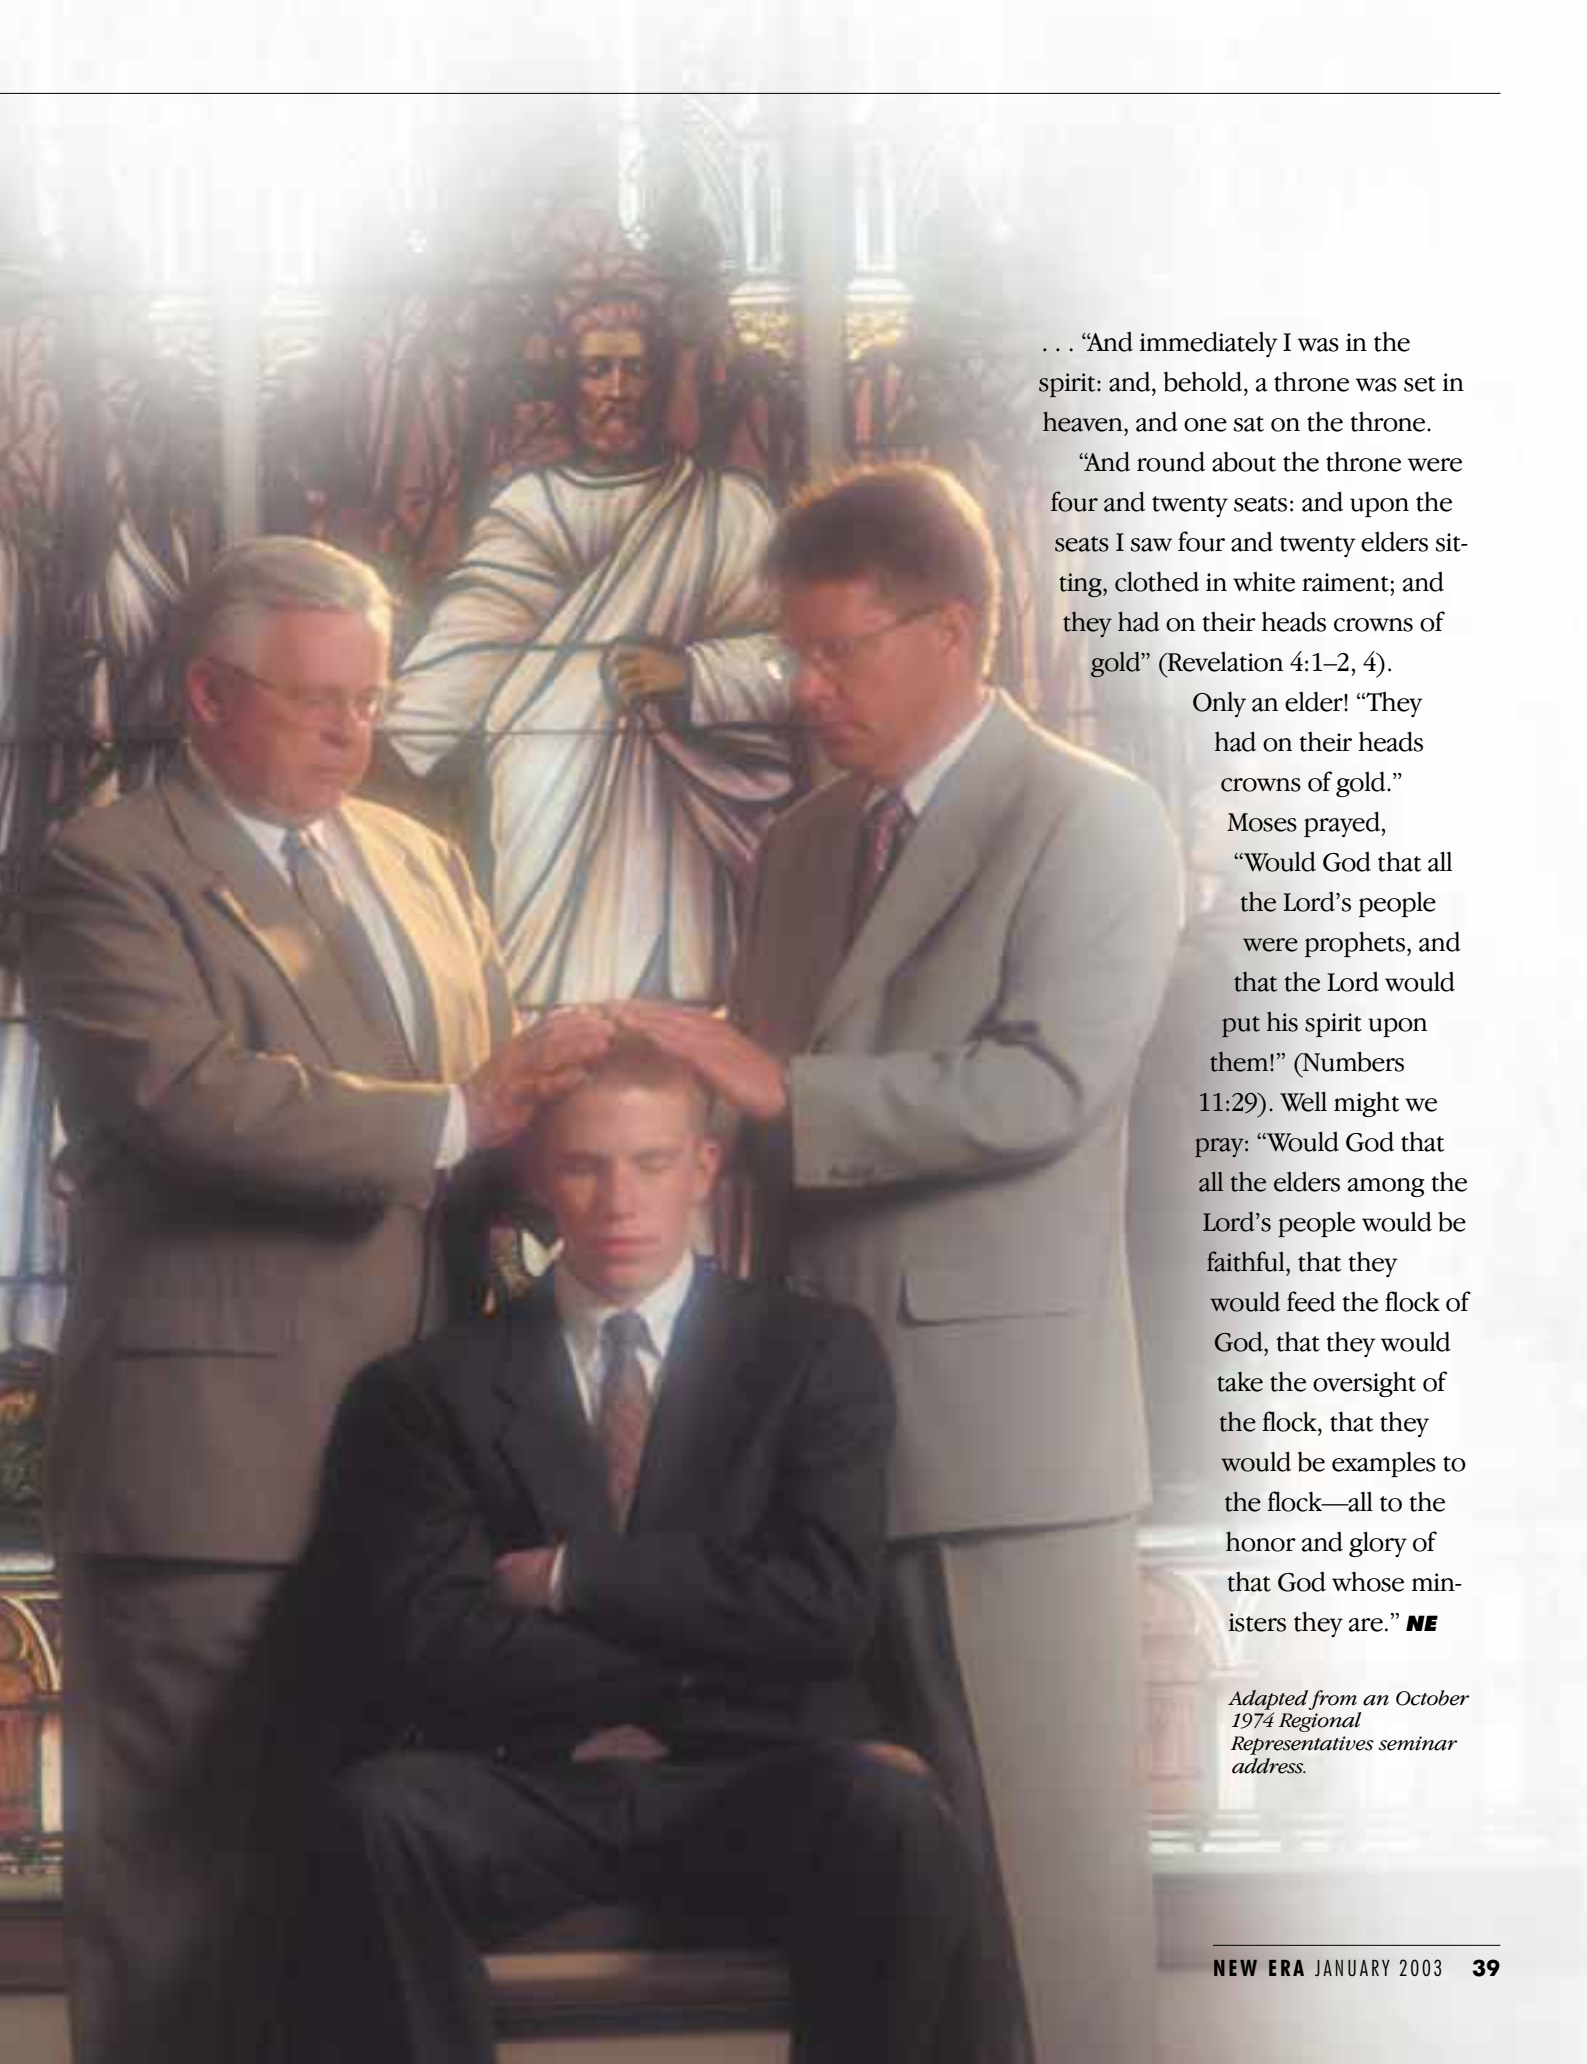 . . . “And immediately I was in the
spirit: and, behold, a throne was set in
heaven, and one sat on the throne.
“And round about the throne were
four and twenty seats: and upon the
seats I saw four and twenty elders sit-
ting, clothed in white raiment; and
they had on their heads crowns of
gold” (Revelation 4:1–2, 4).
Only an elder! “They
had on their heads
crowns of gold.”
Moses prayed,
“Would God that all
the Lord’s people
were prophets, and
that the Lord would
put his spirit upon
them!” (Numbers
11:29). Well might we
pray: “Would God that
all the elders among the
Lord’s people would be
faithful, that they
would feed the flock of
God, that they would
take the oversight of
the flock, that they
would be examples to
the flock—all to the
honor and glory of
that God whose min-
isters they are.” NE
Adapted from an October
1974 Regional
Representatives seminar
address.
NEW ERA JANUARY 2003 39